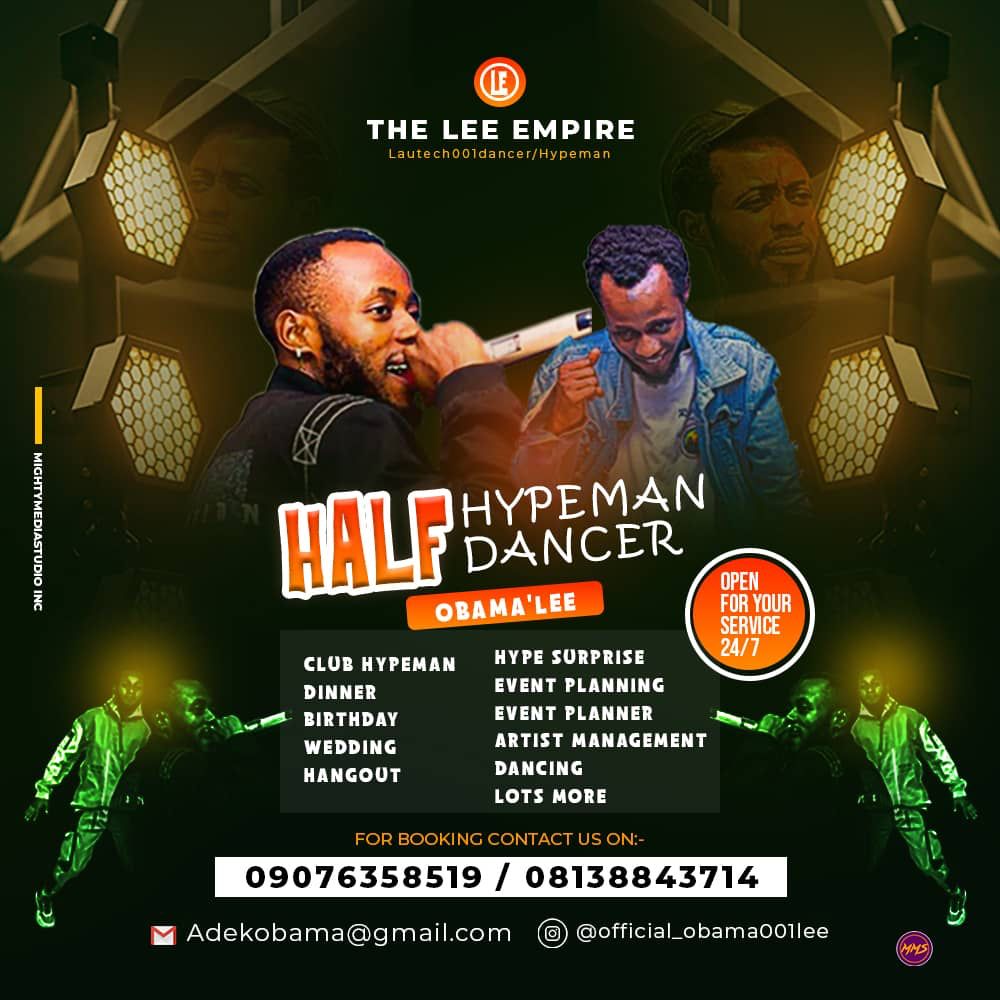 LE
THE LEE EMPIRE
Lautech001dancer/Hypeman
MIGHTYMEDIASTUDIO INC
HALF
HYPEMAN
DANCER
OBAMA'LEE
OPEN
FOR YOUR
SERVICE
24/7
CLUB HYPEMAN
DINNER
BIRTHDAY
WEDDING
HANGOUT
HYPE SURPRISE
EVENT PLANNING
EVENT PLANNER
ARTIST MANAGEMENT
DANCING
LOTS MORE
FOR BOOKING CONTACT US ON:-
09076358519 / 08138843714
Adekobama@gmail.com
@official_obama001lee
MMS